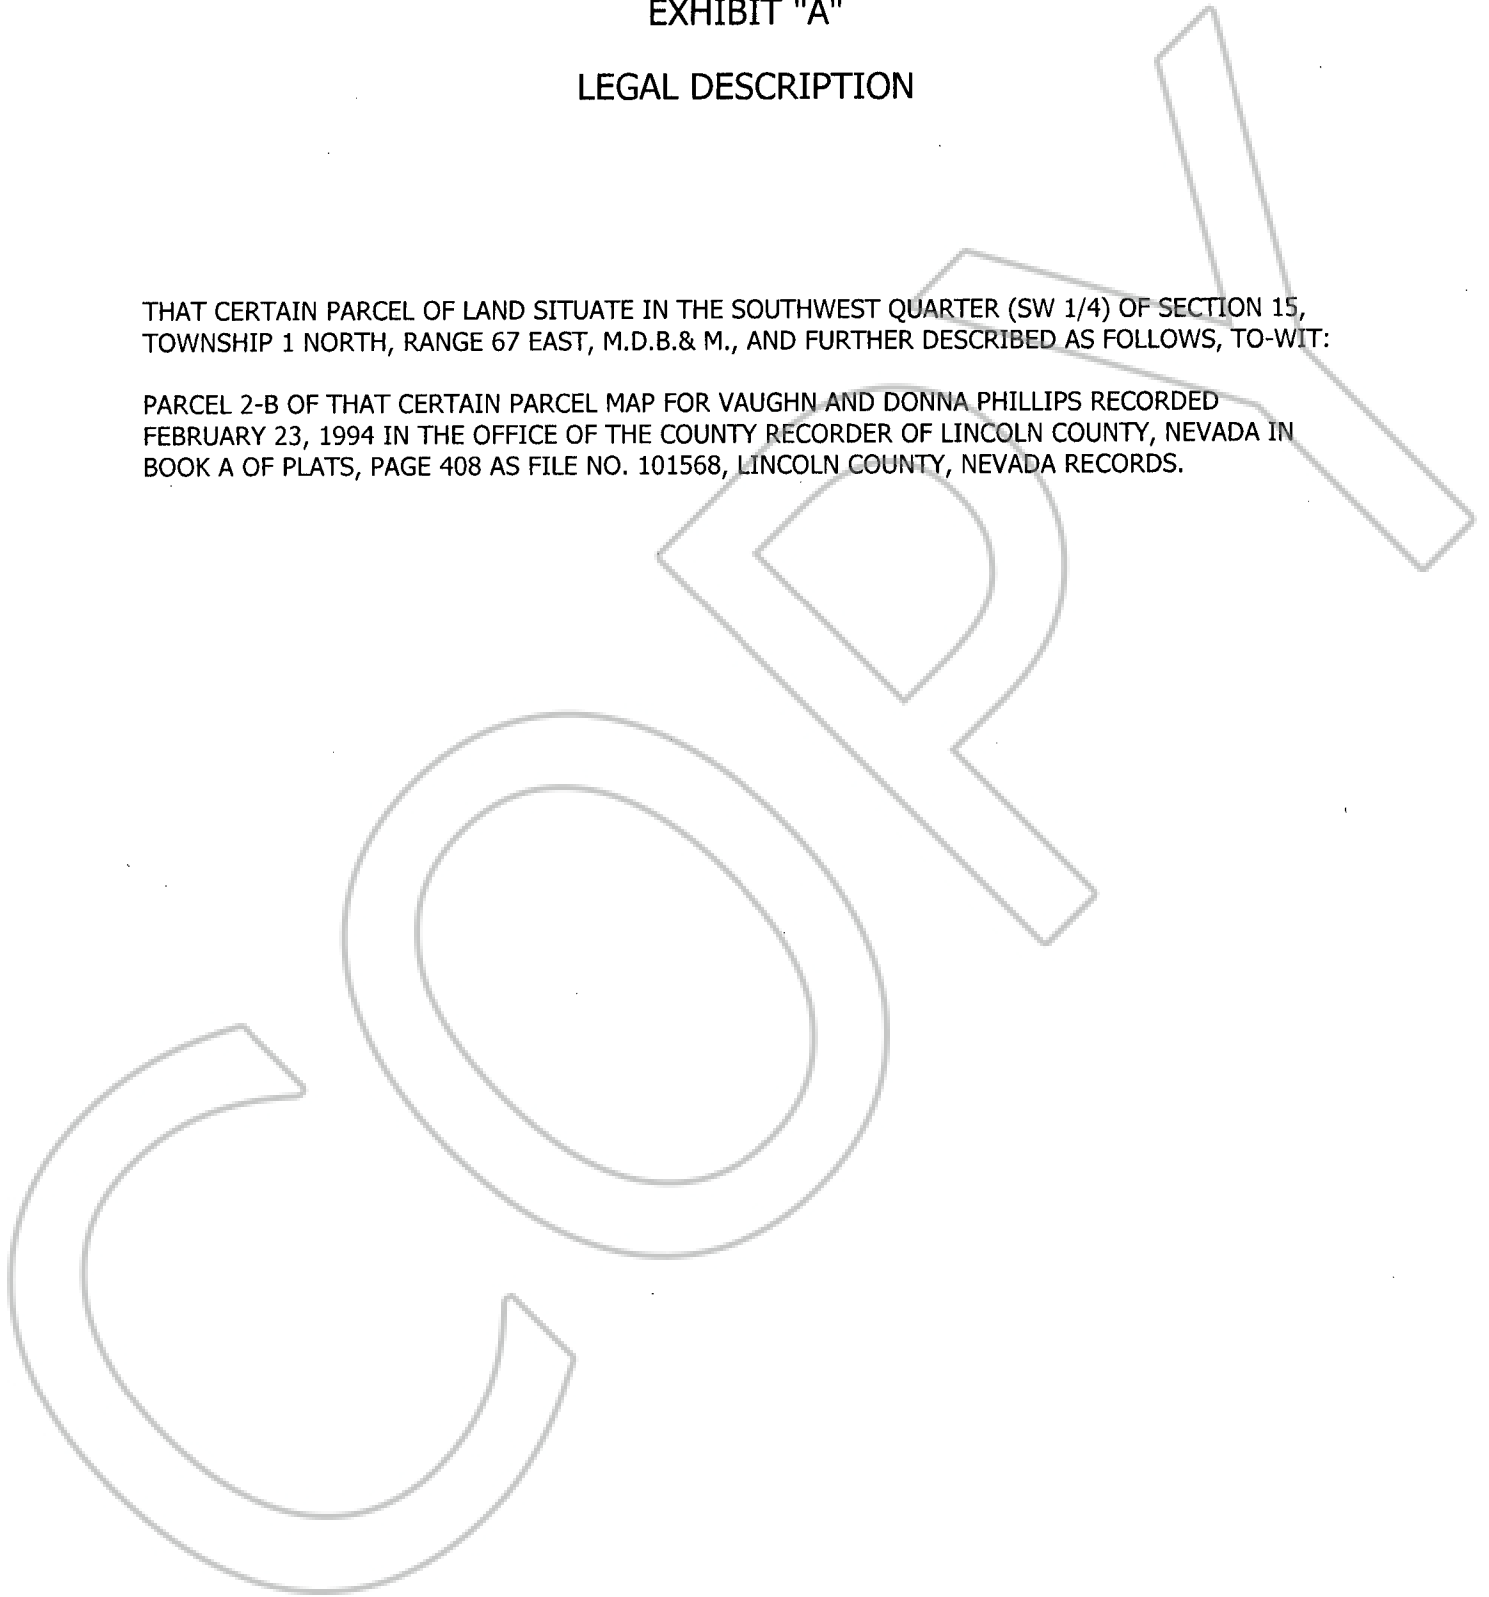 EXHIBIT "A"
LEGAL DESCRIPTION
THAT CERTAIN PARCEL OF LAND SITUATE IN THE SOUTHWEST QUARTER (SW 1/4) OF SECTION 15,
TOWNSHIP 1 NORTH, RANGE 67 EAST, M.D.B.& M., AND FURTHER DESCRIBED AS FOLLOWS, TO-WIT:
PARCEL 2-B OF THAT CERTAIN PARCEL MAP FOR VAUGHN AND DONNA PHILLIPS RECORDED
FEBRUARY 23, 1994 IN THE OFFICE OF THE COUNTY RECORDER OF LINCOLN COUNTY, NEVADA IN
BOOK A OF PLATS, PAGE 408 AS FILE NO. 101568, LINCOLN COUNTY, NEVADA RECORDS.
COPY